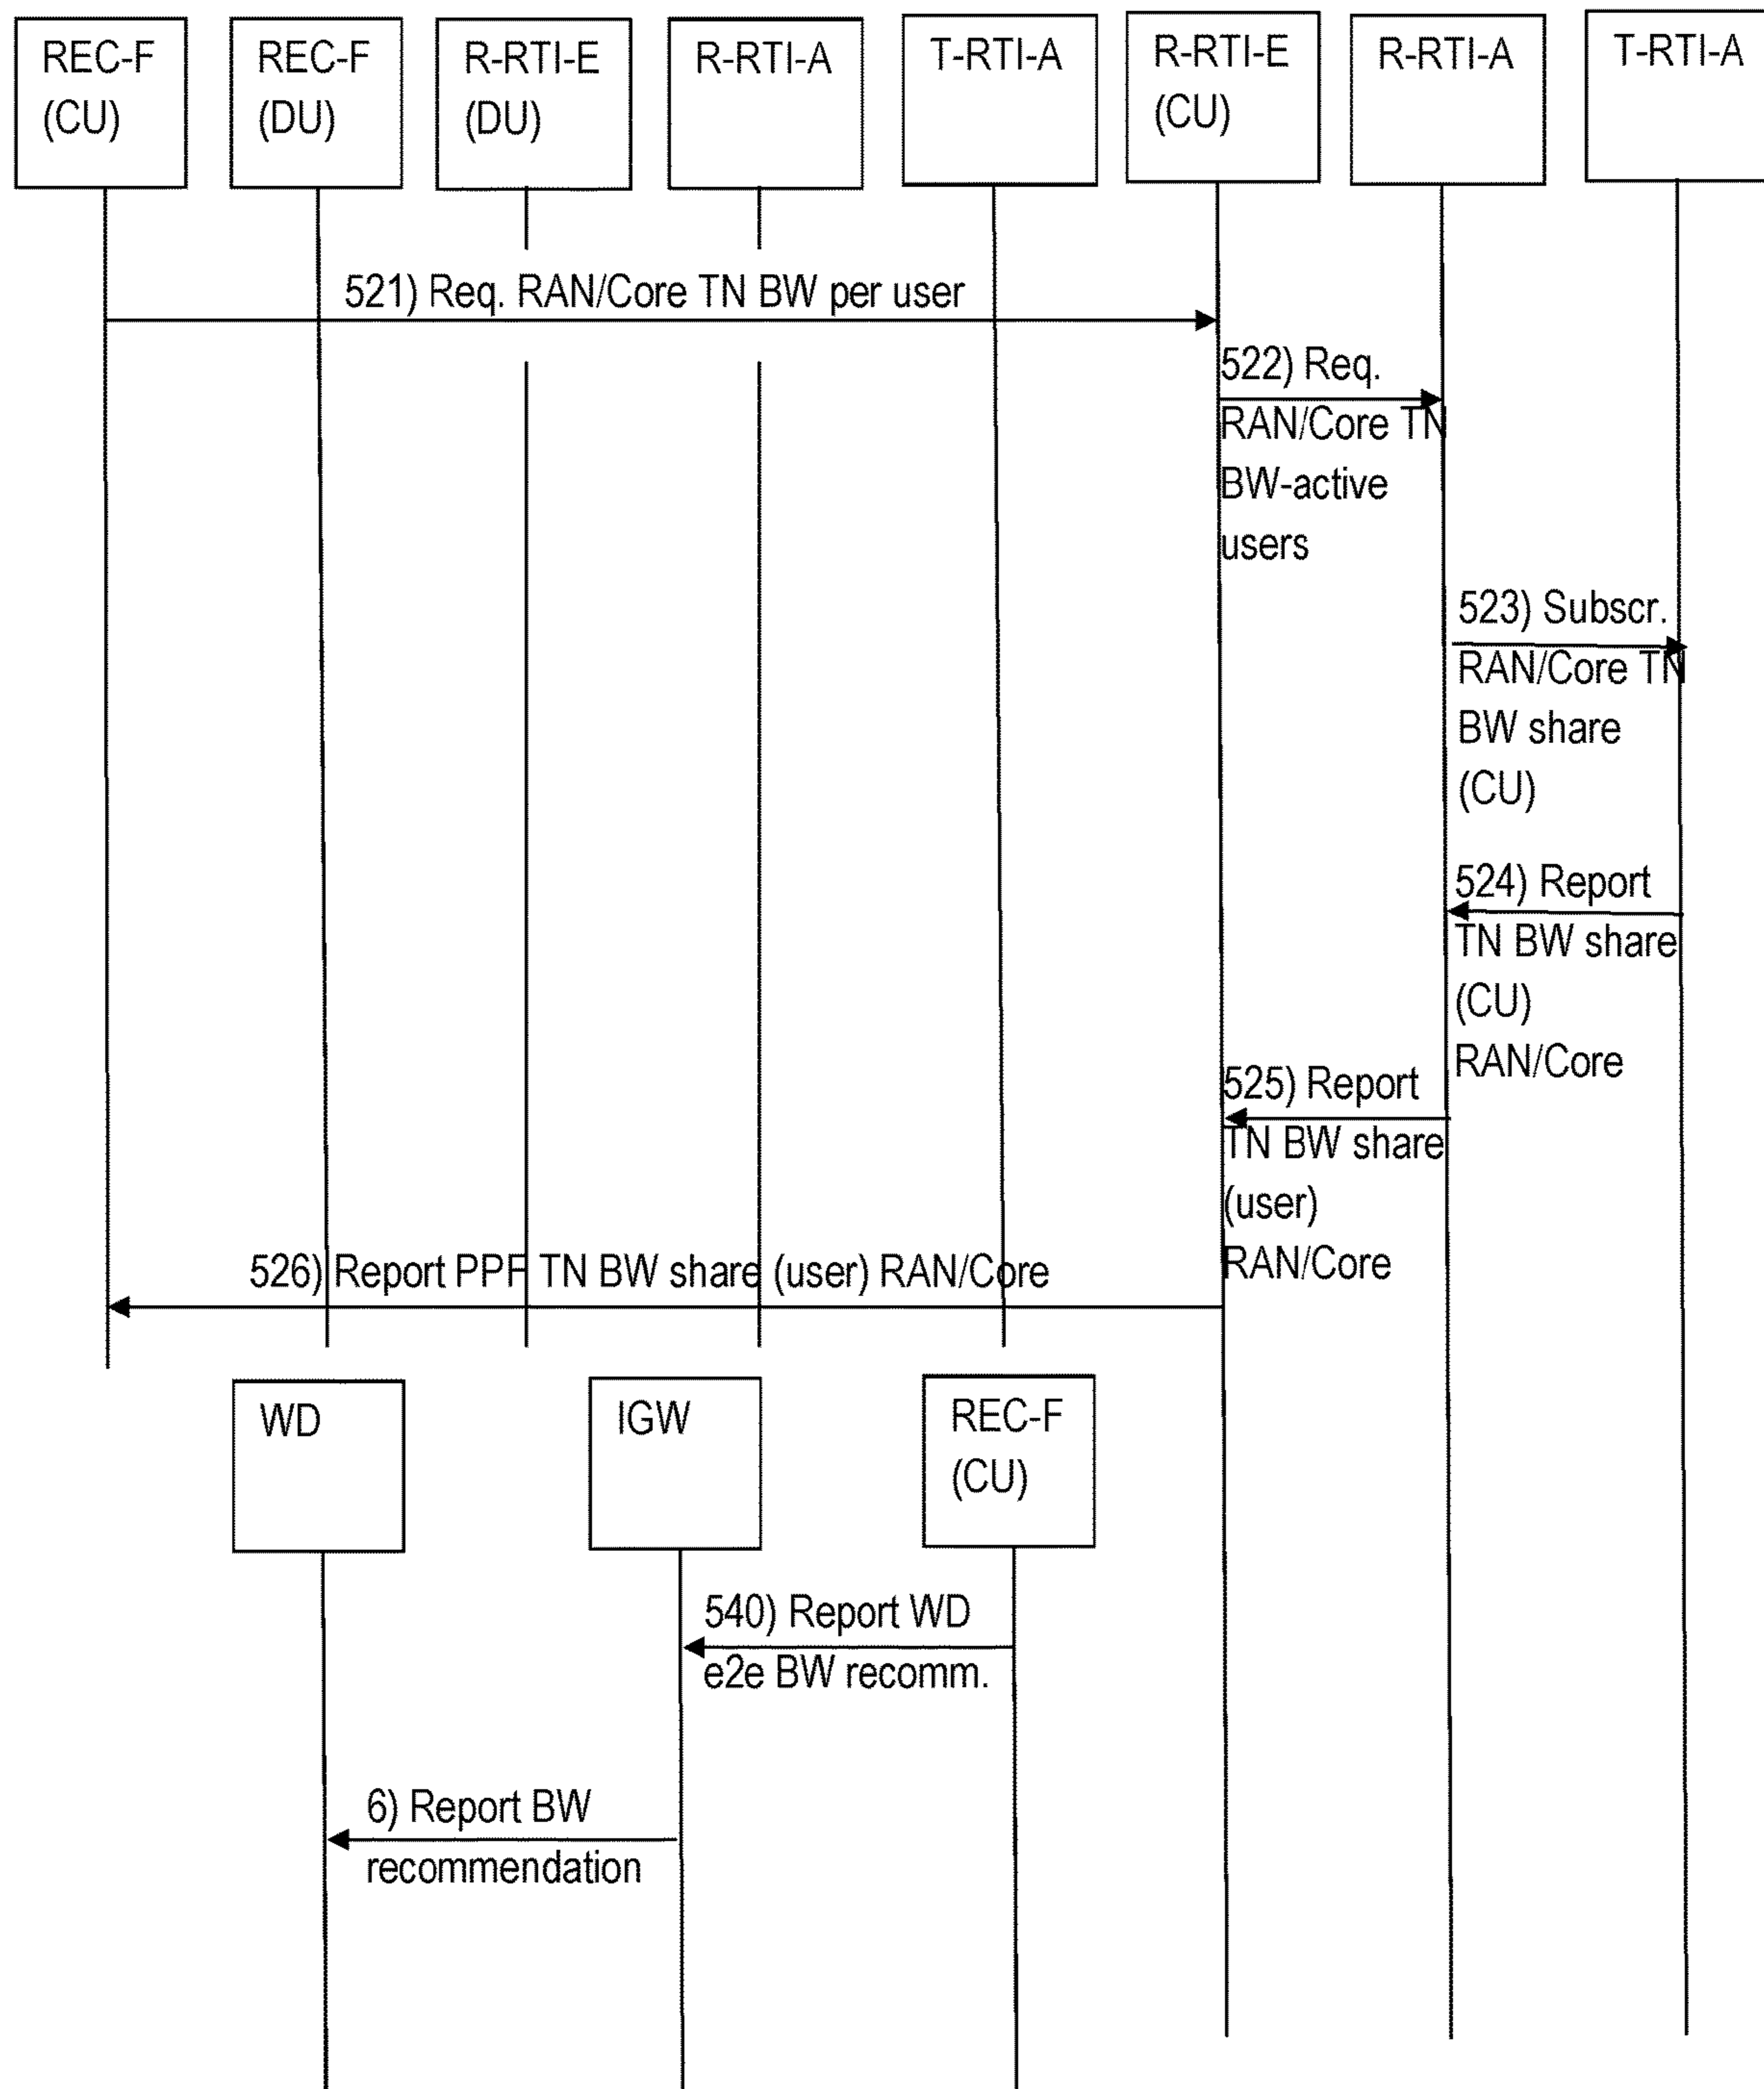 REC-F
(CU)
REC-F
(DU)
R-RTI-E
(DU)
R-RTI-A
T-RTI-A
R-RTI-E
(CU)
R-RTI-A
T-RTI-A
521) Req. RAN/Core TN BW per user
522) Req.
RAN/Core TN
BW-active
users
523) Subscr.
RAN/Core TN
BW share
(CU)
524) Report
TN BW share
(CU)
RAN/Core
525) Report
TN BW share
(user)
RAN/Core
526) Report PPF TN BW share (user) RAN/Core
WD
IGW
REC-F
(CU)
540) Report WD
e2e BW recomm.
6) Report BW
recommendation